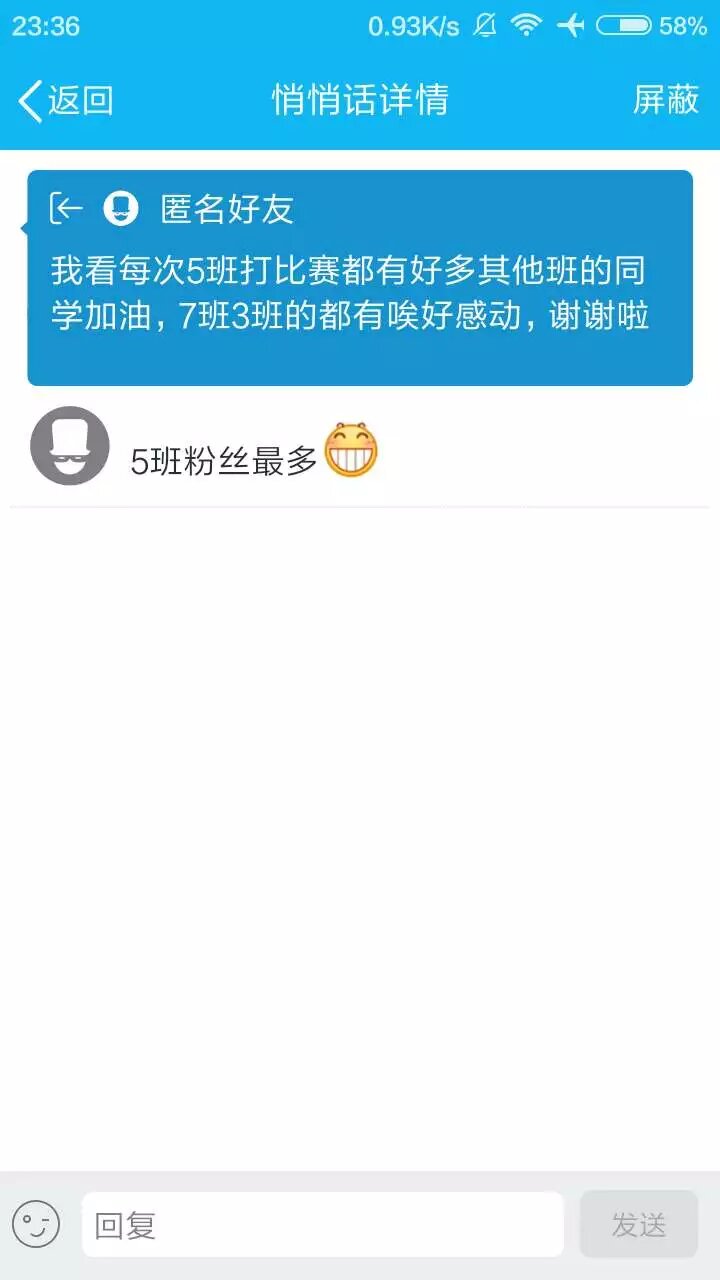 23:36 0.93K/s 58%
返回 悄悄话详情 屏蔽
匿名好友
我看每次5班打比赛都有好多其他班的同
学加油，7班3班的都有唉好感动，谢谢啦
5班粉丝最多
回复 发送